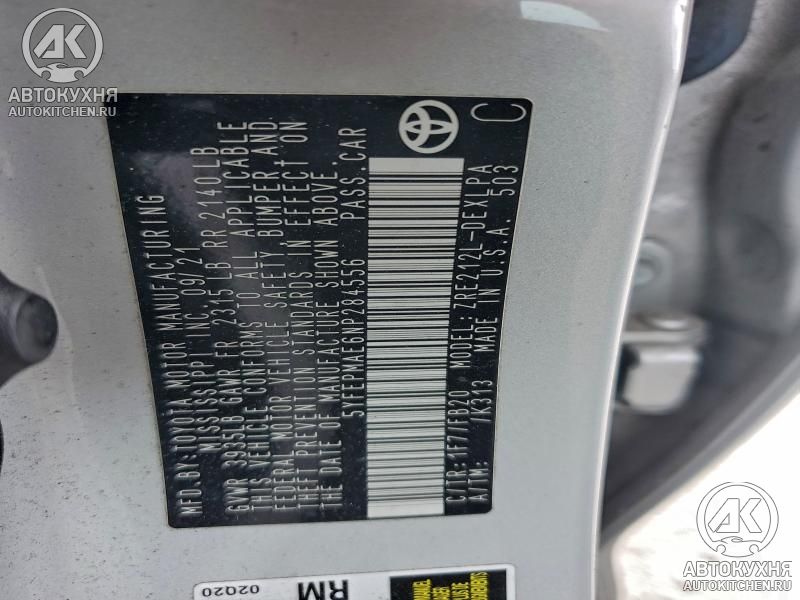 АВТОКУХНЯ
AUTOKITCHEN.RU
MFD.BY:TOYOTA MOTOR MANUFACTURING
MISSISSIPPI INC.09/21
GVWR 3935LB GAWR FR 2315LB RR 2140LB
THIS VEHICLE CONFORMS TO ALL APPLICABLE
FEDERAL MOTOR VEHICLE SAFETY BUMPER,AND
THEFT PREVENTION STANDARDS IN EFFECT ON
THE DATE OF MANUFACTURE SHOWN ABOVE.
5YFEPMAE6NP284556 PASS.CAR
C/TR:1F7/FB20 MODEL:ZRE212L-DEXLPA
A/TM: /K313 MADE IN U.S.A. 503
C
RM
02Q20
АВТОКУХНЯ
AUTOKITCHEN.RU